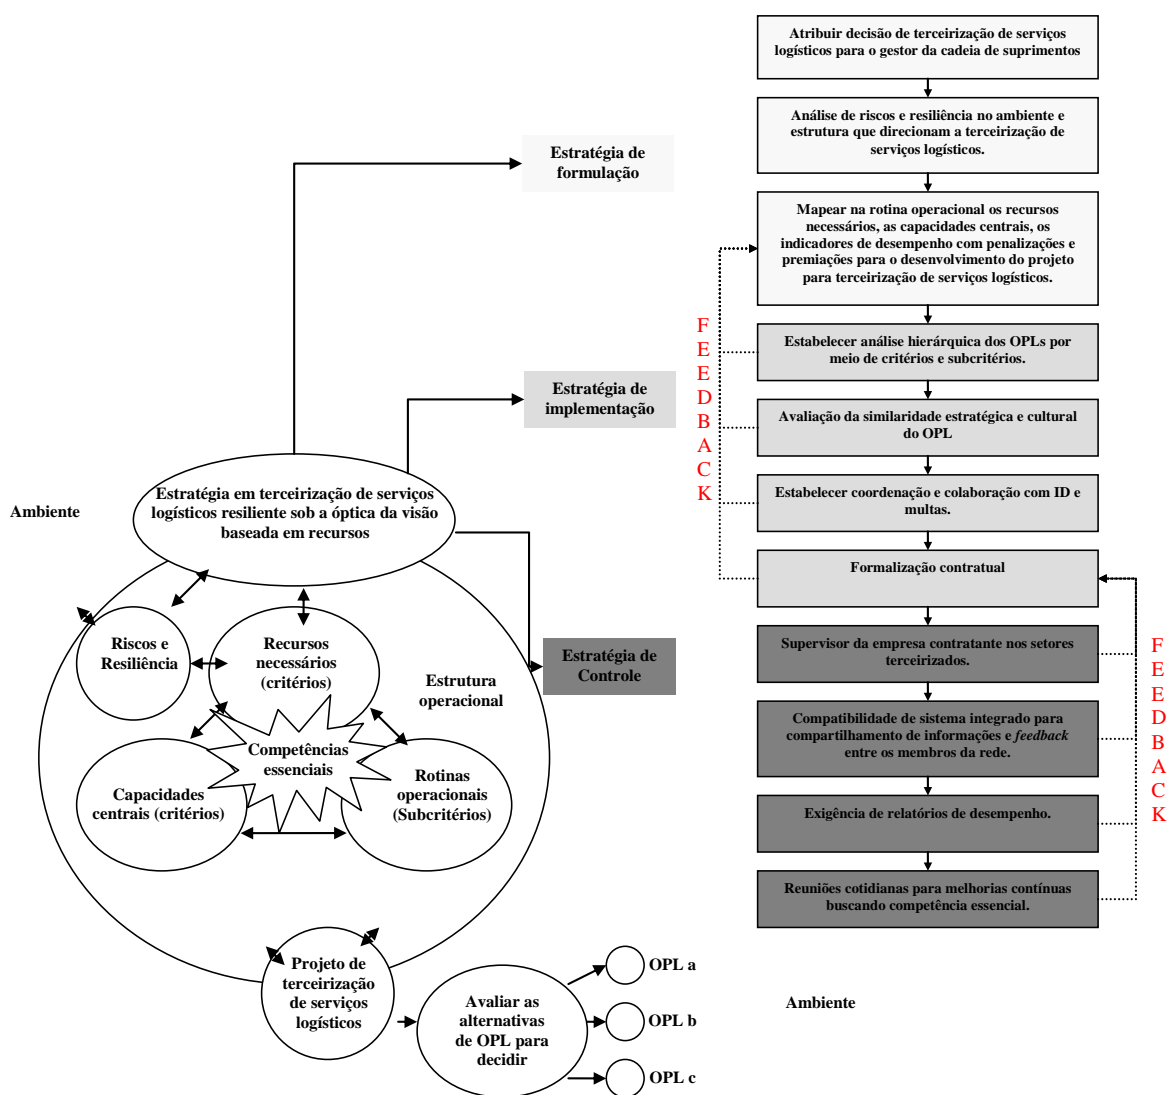 Atribuir decisão de terceirização de serviços
logísticos para o gestor da cadeia de suprimentos
Análise de riscos e resiliência no ambiente e
estrutura que direcionam a terceirização de
serviços logísticos.
Estratégia de
formulação
Mapear na rotina operacional os recursos
necessários, as capacidades centrais, os
indicadores de desempenho com penalizações e
premiações para o desenvolvimento do projeto
para terceirização de serviços logísticos.
F
E
E
D
B
A
C
K
Estabelecer análise hierárquica dos OPLs por
meio de critérios e subcritérios.
Estratégia de
implementação
Avaliação da similaridade estratégica e cultural
do OPL
Estabelecer coordenação e colaboração com ID e
multas.
Formalização contratual
Ambiente
Estratégia em terceirização de serviços
logísticos resiliente sob a óptica da visão
baseada em recursos
Riscos e
Resiliência
Recursos
necessários
(critérios)
Estrutura
operacional
Estratégia de
Controle
Supervisor da empresa contratante nos setores
terceirizados.
Compatibilidade de sistema integrado para
compartilhamento de informações e feedback
entre os membros da rede.
Exigência de relatórios de desempenho.
Reuniões cotidianas para melhorias contínuas
buscando competência essencial.
F
E
E
D
B
A
C
K
Competências
essenciais
Capacidades
centrais (critérios)
Rotinas
operacionais
(Subcritérios)
Projeto de
terceirização
de serviços
logísticos
Avaliar as
alternativas
de OPL para
decidir
OPL a
OPL b
OPL c
Ambiente